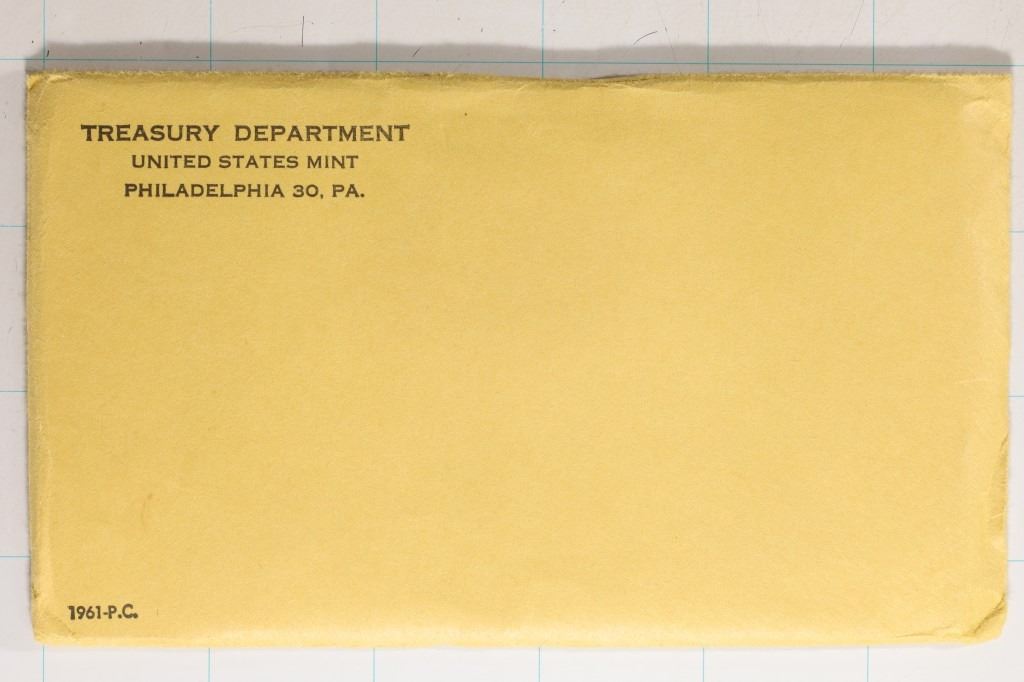 TREASURY DEPARTMENT
UNITED STATES MINT
PHILADELPHIA 30, PA.
1961-P.C.